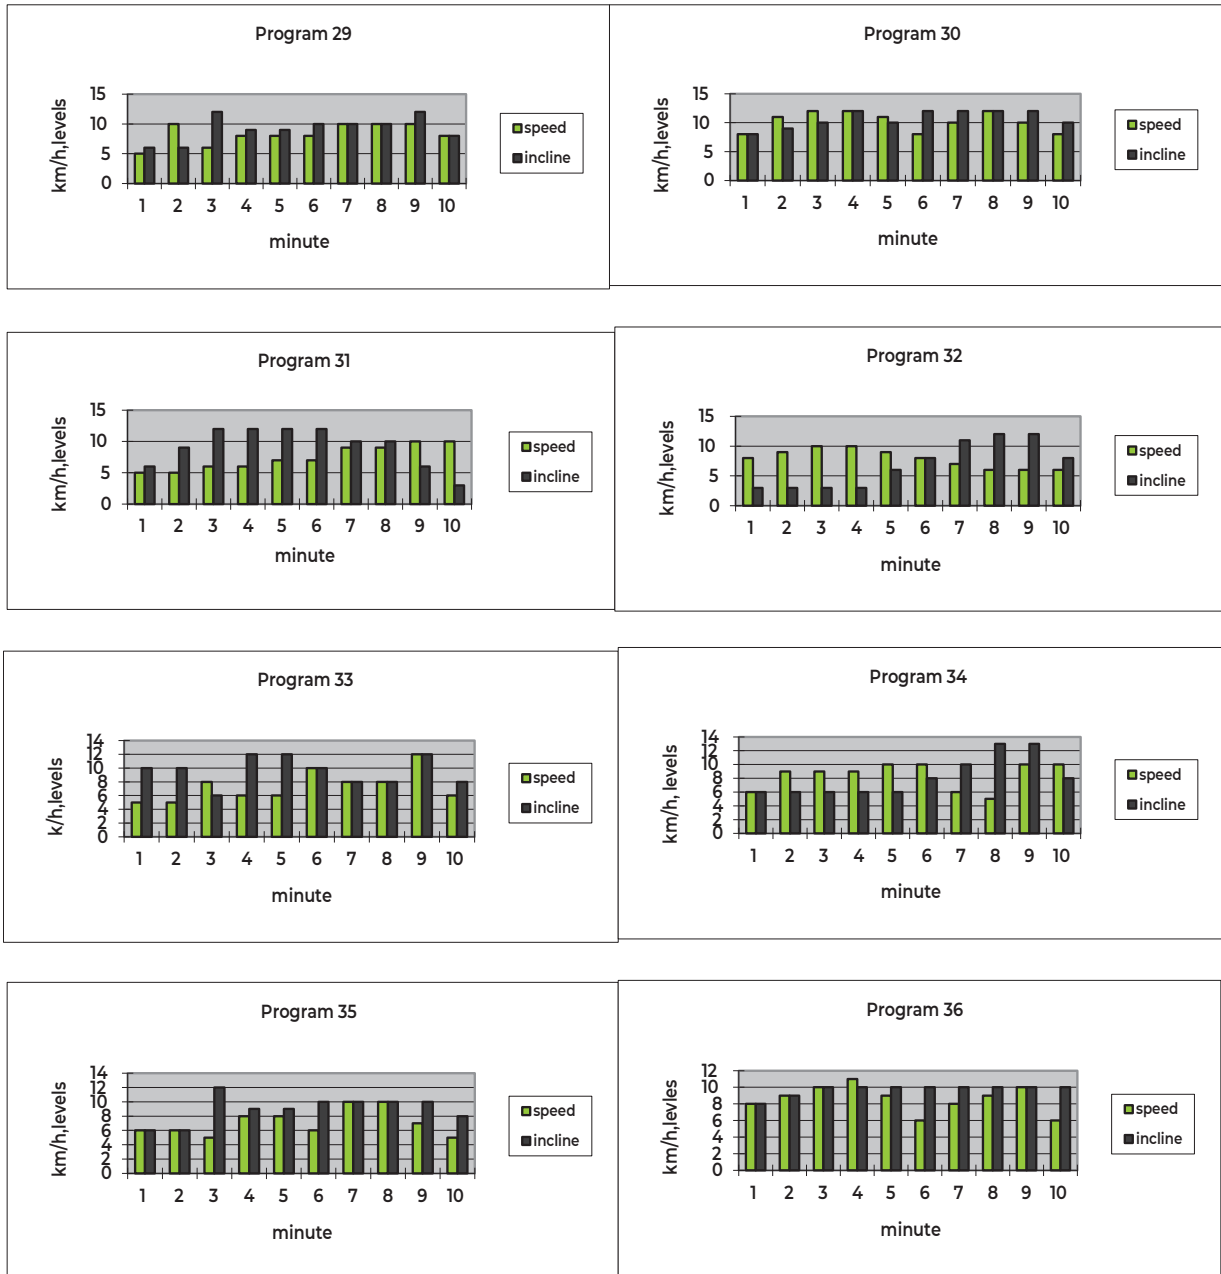 Program 29
km/h,levels
15
10
5
0
1 2 3 4 5 6 7 8 9 10
minute
speed
incline
Program 30
km/h,levels
15
10
5
0
1 2 3 4 5 6 7 8 9 10
minute
speed
incline
Program 31
km/h,levels
15
10
5
0
1 2 3 4 5 6 7 8 9 10
minute
speed
incline
Program 32
km/h,levels
15
10
5
0
1 2 3 4 5 6 7 8 9 10
minute
speed
incline
Program 33
k/h,levels
14
12
10
8
6
4
2
0
1 2 3 4 5 6 7 8 9 10
minute
speed
incline
Program 34
km/h, levels
14
12
10
8
6
4
2
0
1 2 3 4 5 6 7 8 9 10
minute
speed
incline
Program 35
km/h,levels
14
12
10
8
6
4
2
0
1 2 3 4 5 6 7 8 9 10
minute
speed
incline
Program 36
km/h,levles
12
10
8
6
4
2
0
1 2 3 4 5 6 7 8 9 10
minute
speed
incline